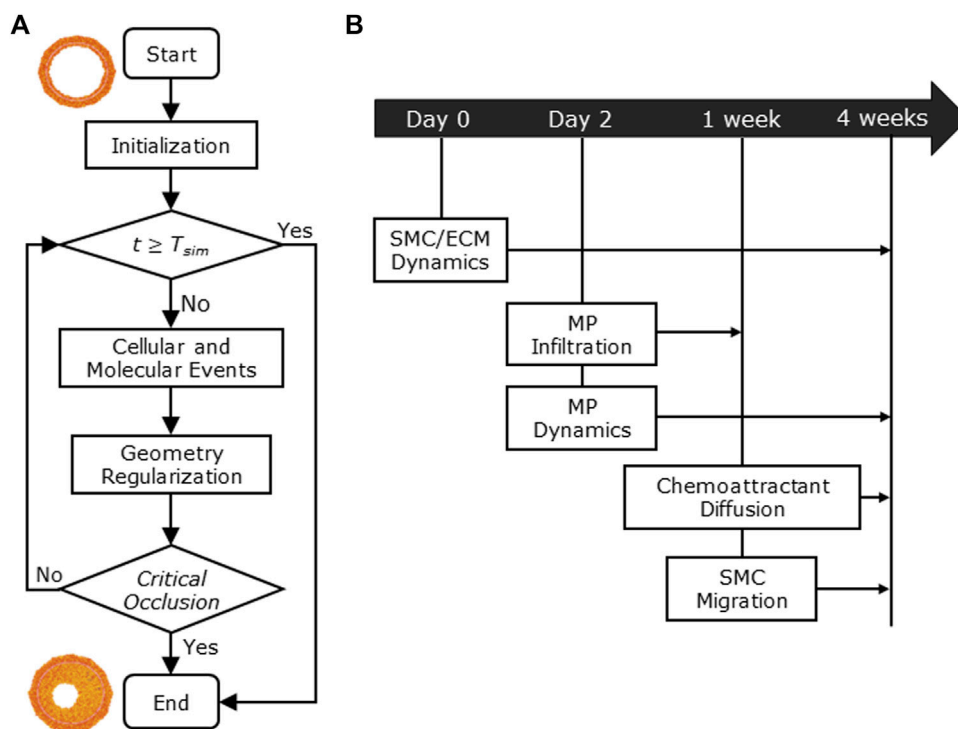 A
Start
Initialization
t ≥ T_sim
Yes
No
Cellular and
Molecular Events
Geometry
Regularization
No
Critical
Occlusion
Yes
End
B
Day 0 Day 2 1 week 4 weeks
SMC/ECM
Dynamics
MP
Infiltration
MP
Dynamics
Chemoattractant
Diffusion
SMC
Migration